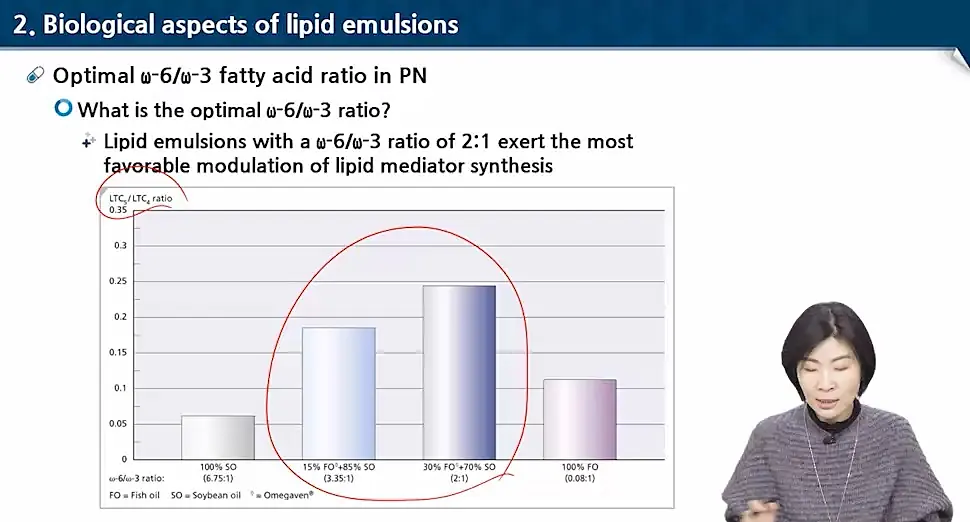 2. Biological aspects of lipid emulsions
Optimal ω-6/ω-3 fatty acid ratio in PN
What is the optimal ω-6/ω-3 ratio?
Lipid emulsions with a ω-6/ω-3 ratio of 2:1 exert the most
favorable modulation of lipid mediator synthesis
LTC₅/LTC₄ ratio
0.35
0.3
0.25
0.2
0.15
0.1
0.05
0
100% SO 15% FO◊+85% SO 30% FO◊+70% SO 100% FO
ω-6/ω-3 ratio: (6.75:1) (3.35:1) (2:1) (0.08:1)
FO = Fish oil SO = Soybean oil ◊ = Omegaven®